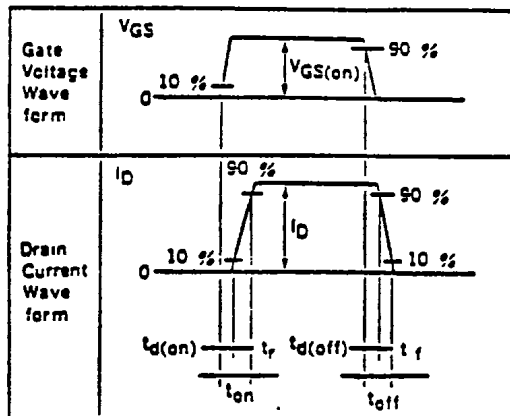 Gate
Voltage
Wave
form
VGS
10 %
0
VGS(on)
90 %
Drain
Current
Wave
form
ID
90 %
10 %
0
ID
90 %
10 %
td(on) tr td(off) tf
ton toff